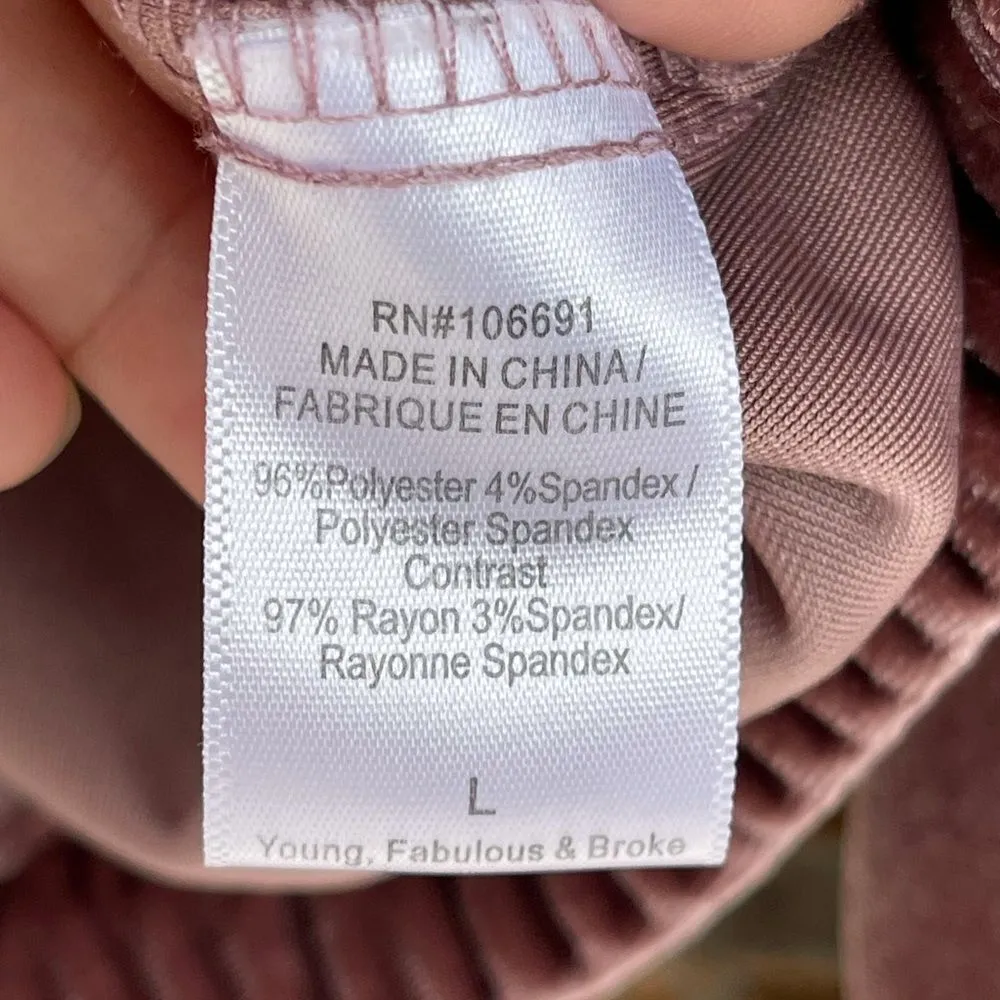 RN#106691
MADE IN CHINA/
FABRIQUE EN CHINE
96%Polyester 4%Spandex /
Polyester Spandex
Contrast
97% Rayon 3%Spandex/
Rayonne Spandex
L
Young, Fabulous & Broke